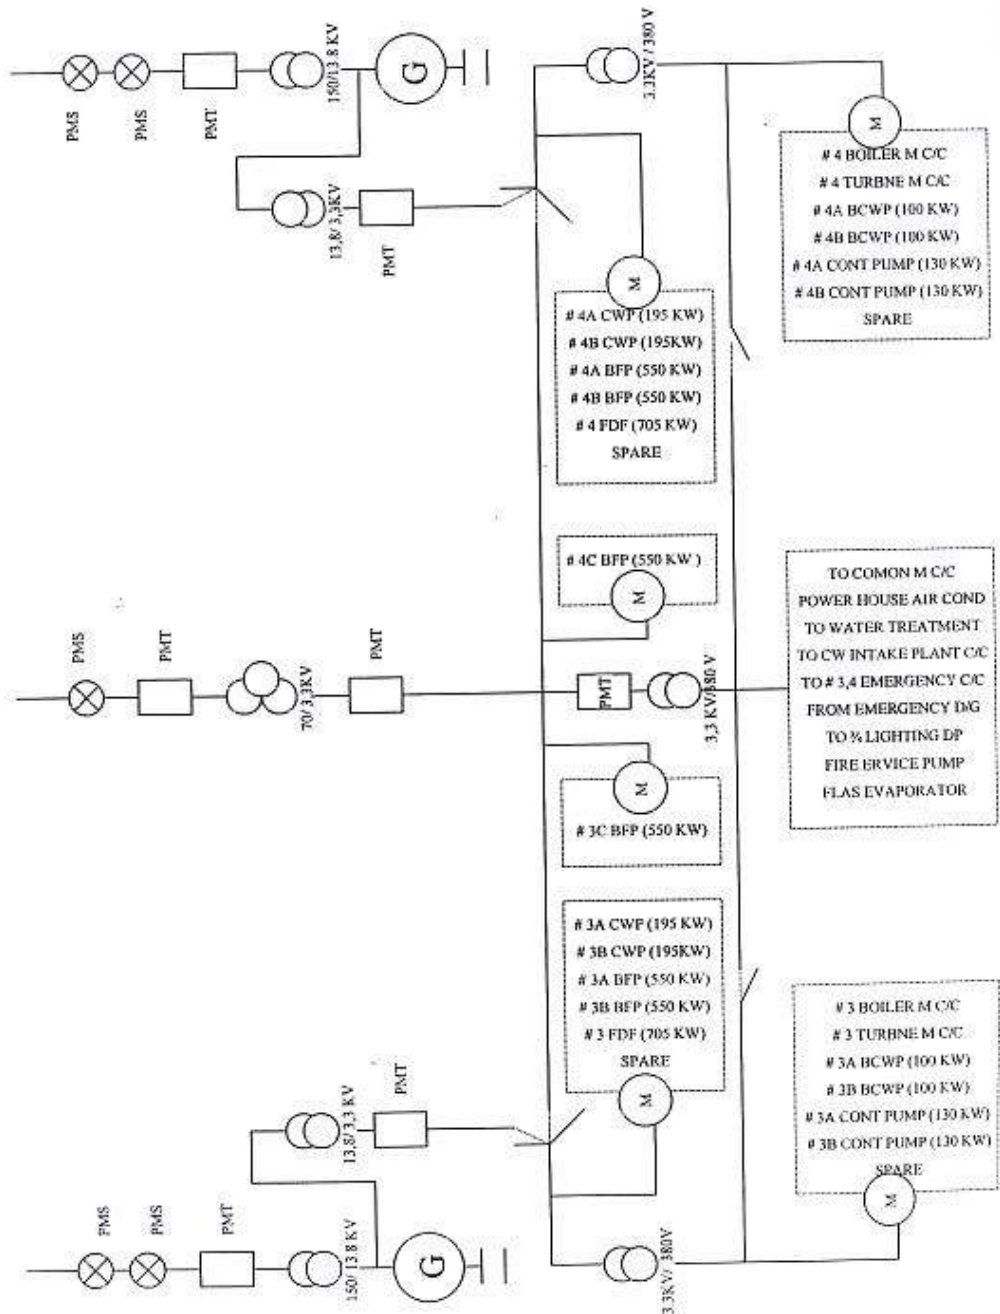 PMS
PMS
PMT
150/13.8 KV
G
13,8/ 3,3KV
PMT
3.3KV / 380 V
M
# 4 BOILER M C/C
# 4 TURBNE M C/C
# 4A BCWP (100 KW)
# 4B BCWP (100 KW)
# 4A CONT PUMP (130 KW)
# 4B CONT PUMP (130 KW)
SPARE
M
# 4A CWP (195 KW)
# 4B CWP (195KW)
# 4A BFP (550 KW)
# 4B BFP (550 KW)
# 4 FDF (705 KW)
SPARE
# 4C BFP (550 KW )
M
PMS
PMT
70/ 3,3KV
PMT
PMT
3,3 KV/380 V
TO COMON M C/C
POWER HOUSE AIR COND
TO WATER TREATMENT
TO CW INTAKE PLANT C/C
TO # 3,4 EMERGENCY C/C
FROM EMERGENCY D/G
TO ¾ LIGHTING DP
FIRE ERVICE PUMP
FLAS EVAPORATOR
M
# 3C BFP (550 KW)
# 3A CWP (195 KW)
# 3B CWP (195KW)
# 3A BFP (550 KW)
# 3B BFP (550 KW)
# 3 FDF (705 KW)
SPARE
M
# 3 BOILER M C/C
# 3 TURBNE M C/C
# 3A BCWP (100 KW)
# 3B BCWP (100 KW)
# 3A CONT PUMP (130 KW)
# 3B CONT PUMP (130 KW)
SPARE
M
13,8/ 3,3 KV
PMT
PMS
PMS
PMT
150/ 13.8 KV
G
3.3KV/ 380V